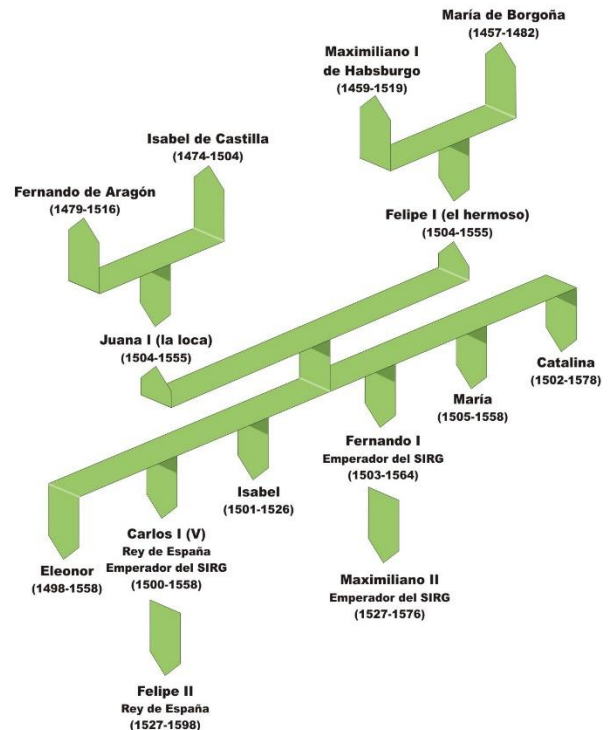 María de Borgoña
(1457-1482)
Maximiliano I
de Habsburgo
(1459-1519)
Isabel de Castilla
(1474-1504)
Fernando de Aragón
(1479-1516)
Felipe I (el hermoso)
(1504-1555)
Juana I (la loca)
(1504-1555)
Catalina
(1502-1578)
María
(1505-1558)
Fernando I
Emperador del SIRG
(1503-1564)
Isabel
(1501-1526)
Carlos I (V)
Rey de España
Emperador del SIRG
(1500-1558)
Eleonor
(1498-1558)
Maximiliano II
Emperador del SIRG
(1527-1576)
Felipe II
Rey de España
(1527-1598)